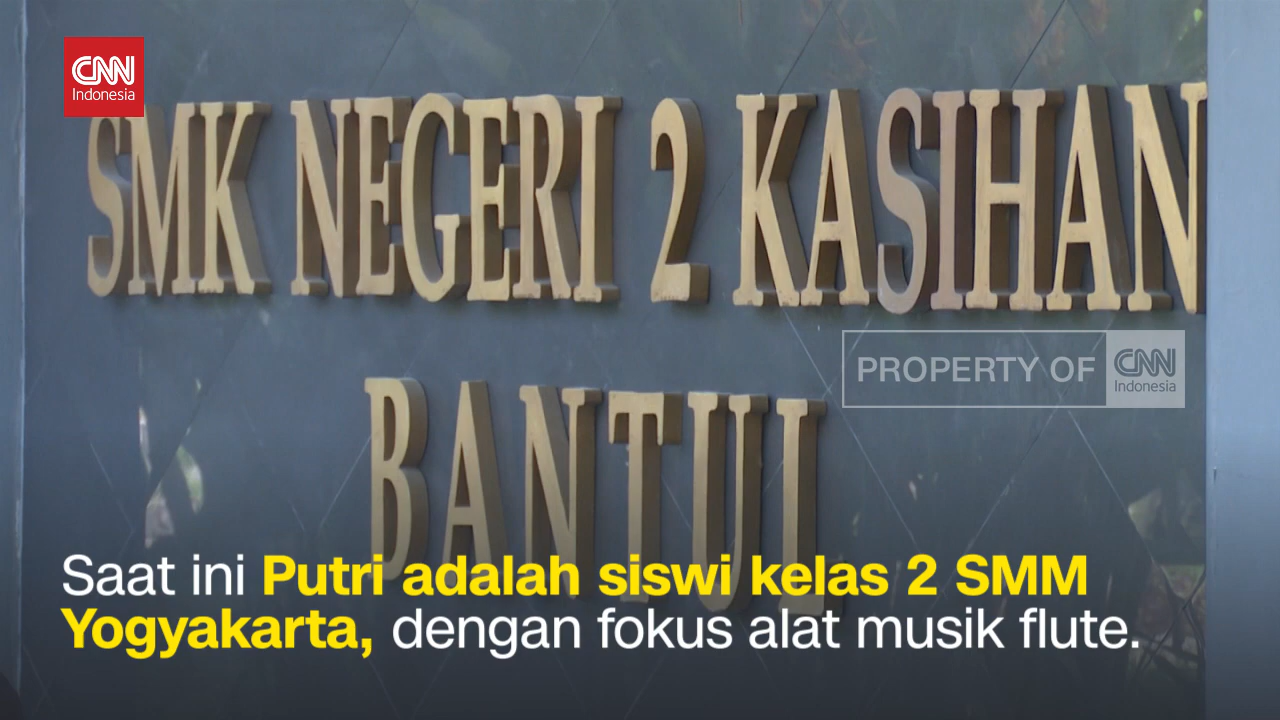 CNN
Indonesia
SMK NEGERI 2 KASIHAN
PROPERTY OF CNN
Indonesia
BANTUL
Saat ini Putri adalah siswi kelas 2 SMM
Yogyakarta, dengan fokus alat musik flute.